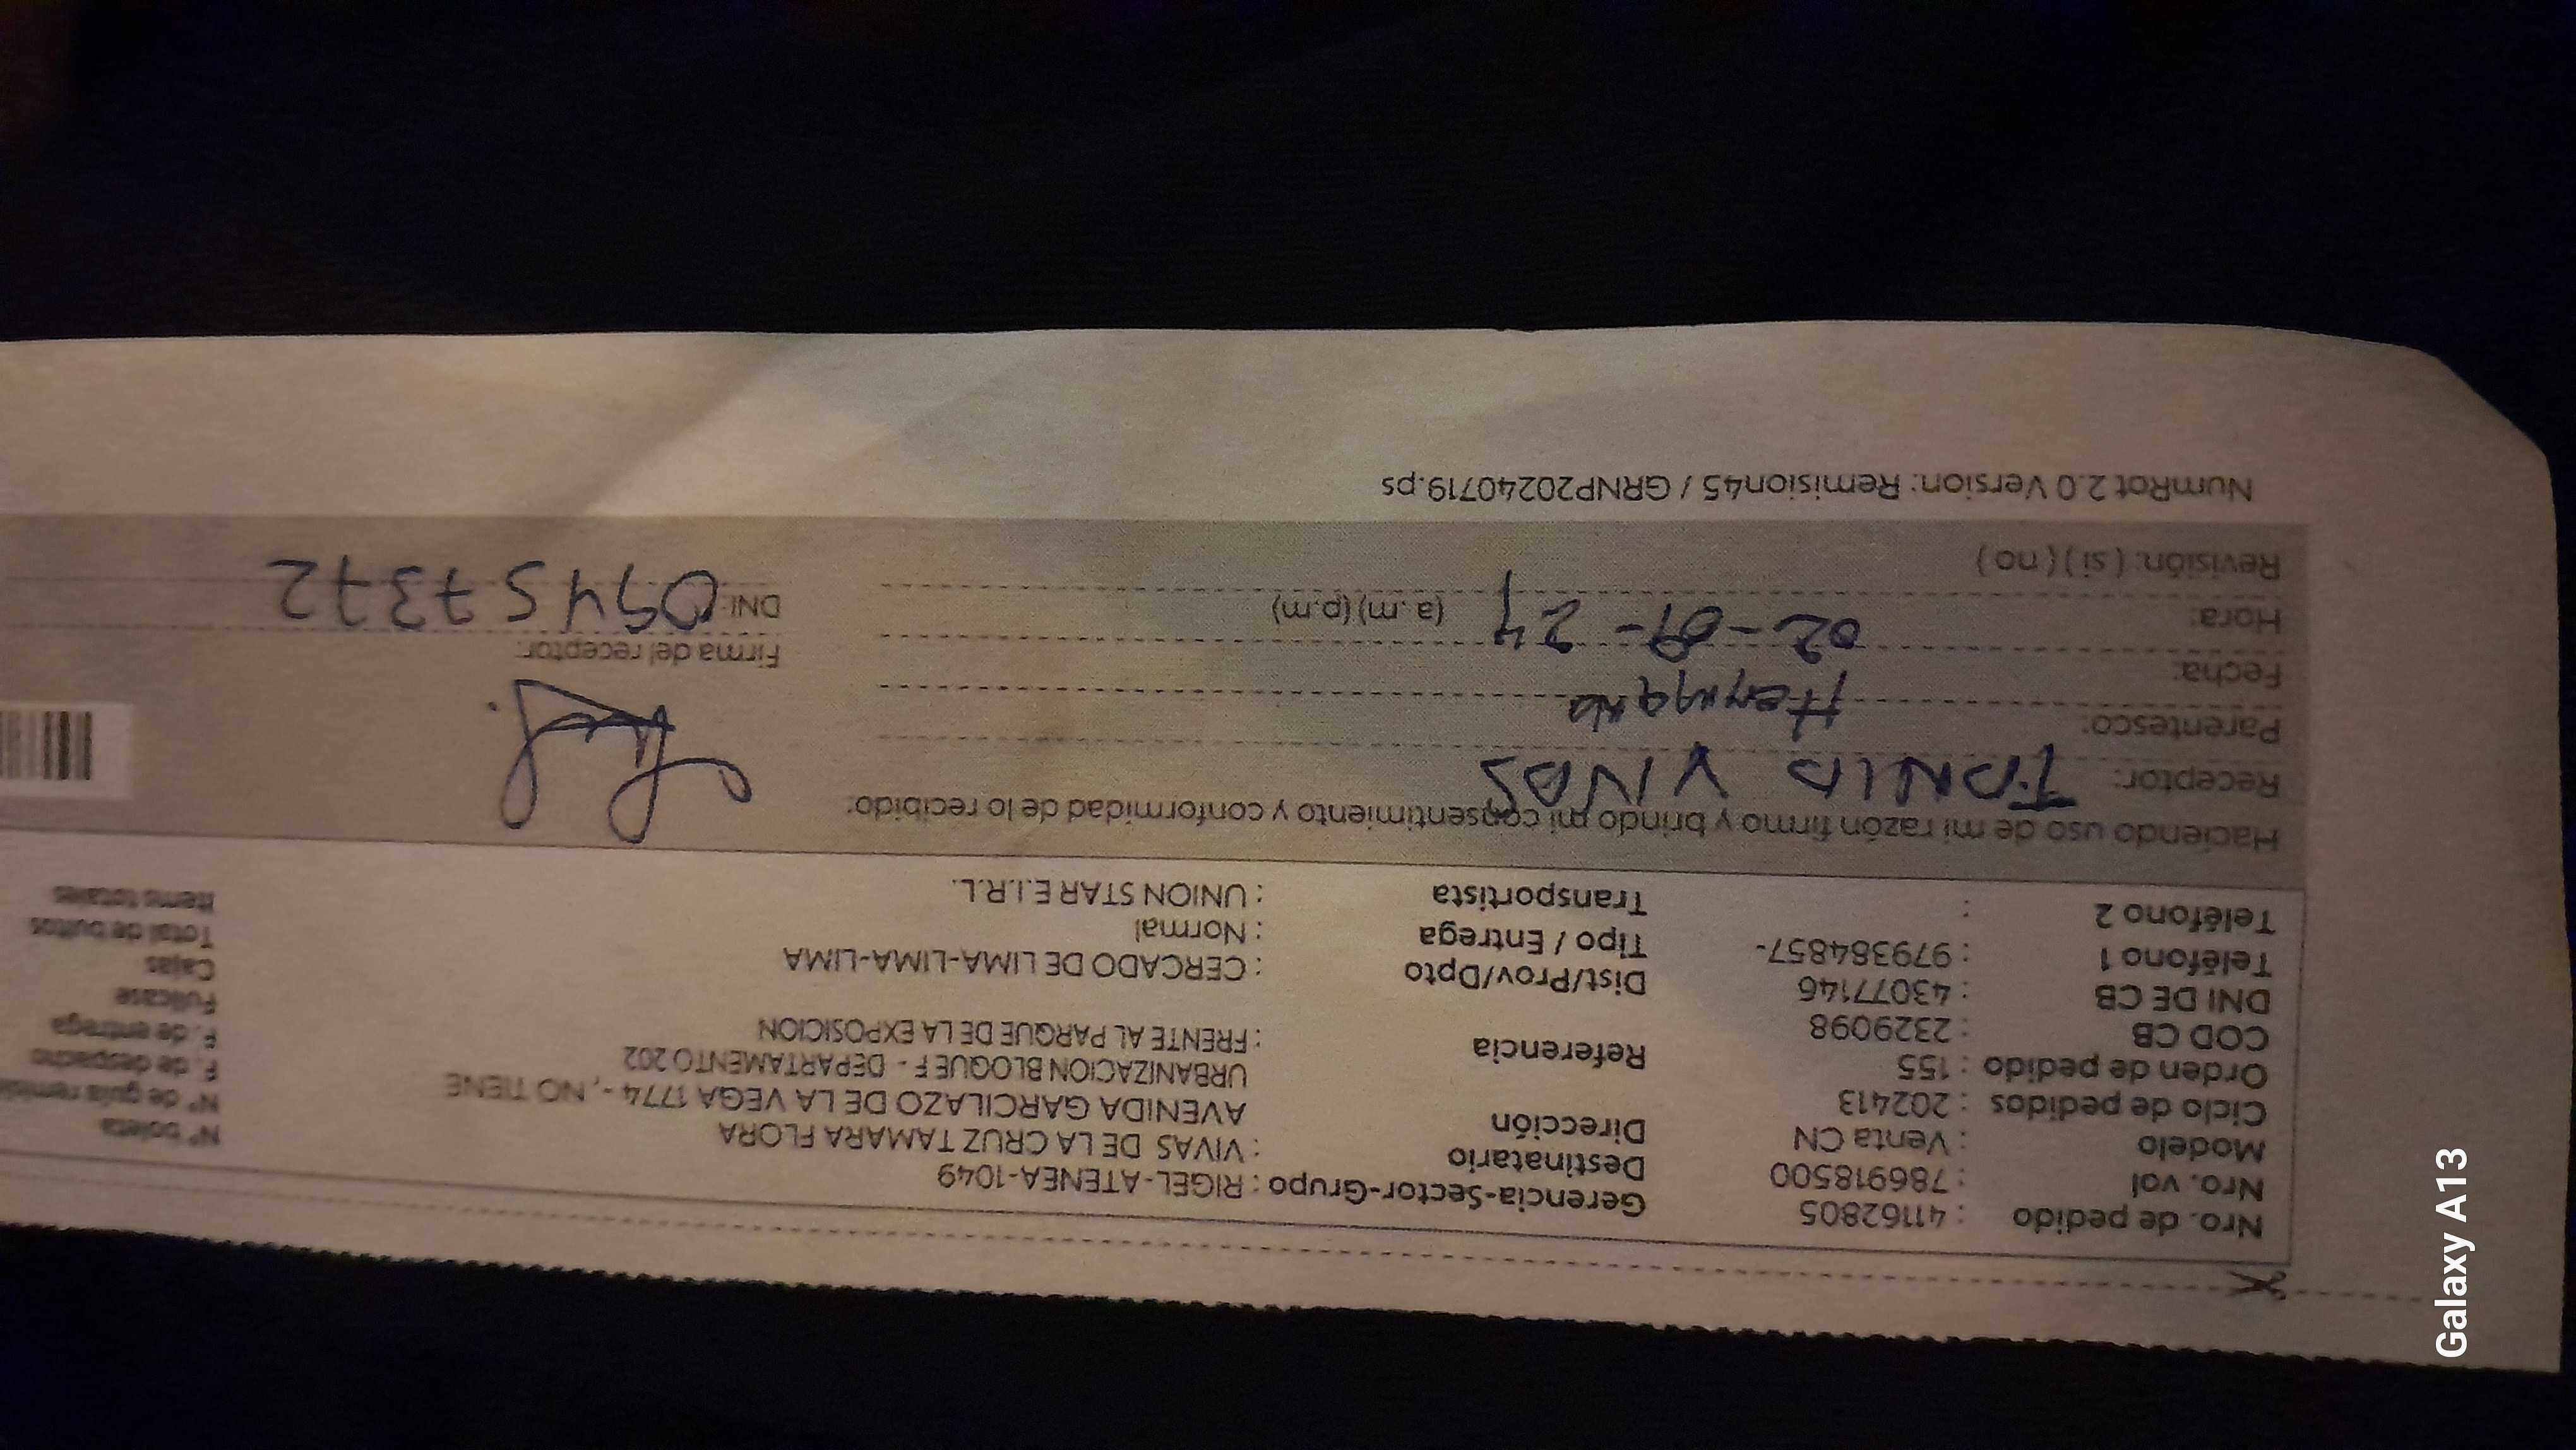 Nro. de pedido : 41162805
Nro. val : 786918500
Modelo : Venta CN
Ciclo de pedidos : 202413
Orden de pedido : 155
COD CB : 2329098
DNI DE CB : 43077146
Teléfono 1 : 979384857-
Teléfono 2 :
Gerencia-Sector-Grupo : RIGEL-ATENEA-1049
Destinatario : VIVAS DE LA CRUZ TAMARA FLORA
Dirección AVENIDA GARCILAZO DE LA VEGA 1774 -, NO TIENE
URBANIZACION BLOQUE F - DEPARTAMENTO 202
Referencia : FRENTE AL PARQUE DE LA EXPOSICION
Dist/Prov/Dpto : CERCADO DE LIMA-LIMA-LIMA
Tipo / Entrega : Normal
Transportista : UNION STAR E.I.R.L.
N° boleta
N° de guía
F. de despacho
F. de entrega
Fullcase
Cajas
Total de bultos
Items totales
Haciendo uso de mi razón firmo y brindo mi consentimiento y conformidad de lo recibido:
Receptor: TANIA VIVAS
Parentesco: Hermana
Fecha: 02-09-24
Hora: (a.m) (p.m)
Revisión: ( si ) ( no )
Firma del receptor:
DNI: 09457372
NumRot 2.0 Version: Remision45 / GRNP20240719.ps
Galaxy A13